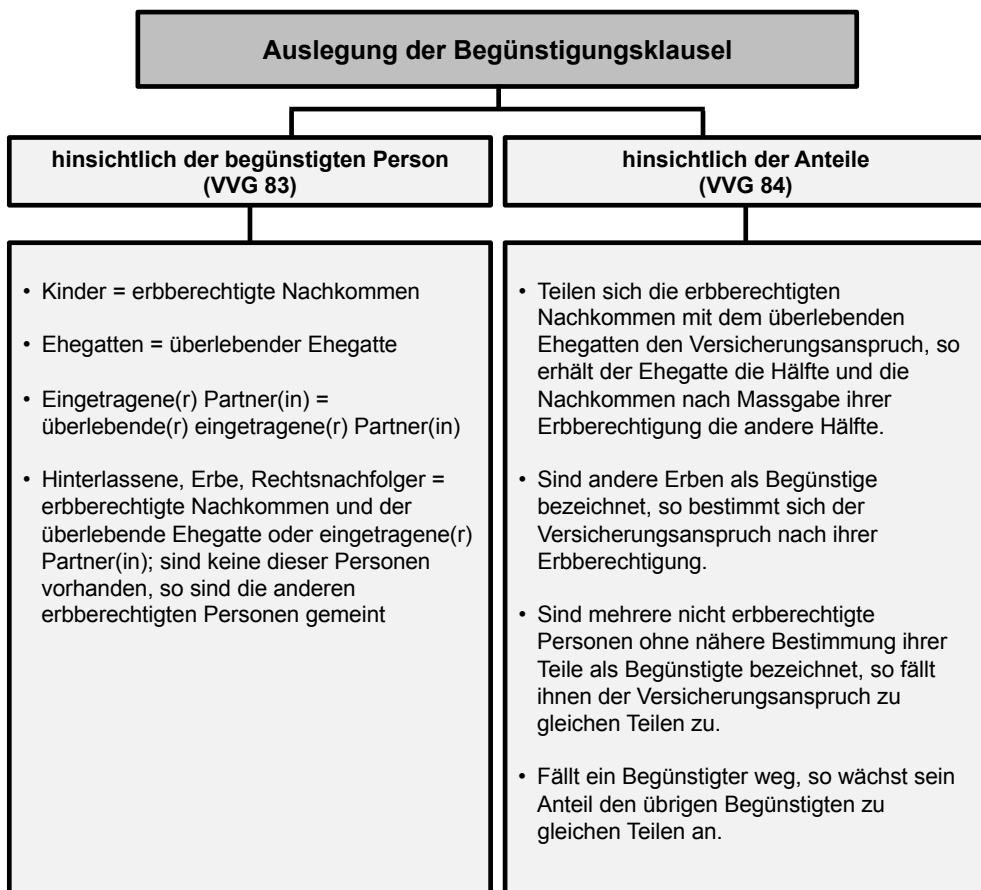 Auslegung der Begünstigungsklausel
hinsichtlich der begünstigten Person
(VVG 83)
• Kinder = erbberechtigte Nachkommen
• Ehegatten = überlebender Ehegatte
• Eingetragene(r) Partner(in) =
überlebende(r) eingetragene(r) Partner(in)
• Hinterlassene, Erbe, Rechtsnachfolger =
erbberechtigte Nachkommen und der
überlebende Ehegatte oder eingetragene(r)
Partner(in); sind keine dieser Personen
vorhanden, so sind die anderen
erbberechtigten Personen gemeint
hinsichtlich der Anteile
(VVG 84)
• Teilen sich die erbberechtigten
Nachkommen mit dem überlebenden
Ehegatten den Versicherungsanspruch, so
erhält der Ehegatte die Hälfte und die
Nachkommen nach Massgabe ihrer
Erbberechtigung die andere Hälfte.
• Sind andere Erben als Begünstige
bezeichnet, so bestimmt sich der
Versicherungsanspruch nach ihrer
Erbberechtigung.
• Sind mehrere nicht erbberechtigte
Personen ohne nähere Bestimmung ihrer
Teile als Begünstigte bezeichnet, so fällt
ihnen der Versicherungsanspruch zu
gleichen Teilen zu.
• Fällt ein Begünstigter weg, so wächst sein
Anteil den übrigen Begünstigten zu
gleichen Teilen an.